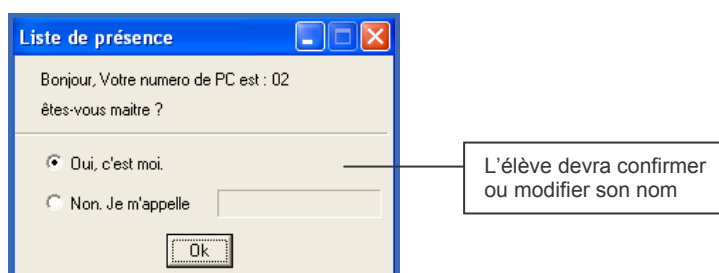 Liste de présence
Bonjour, Votre numero de PC est : 02
êtes-vous maitre ?
Oui, c'est moi.
Non. Je m'appelle
Ok
L'élève devra confirmer
ou modifier son nom